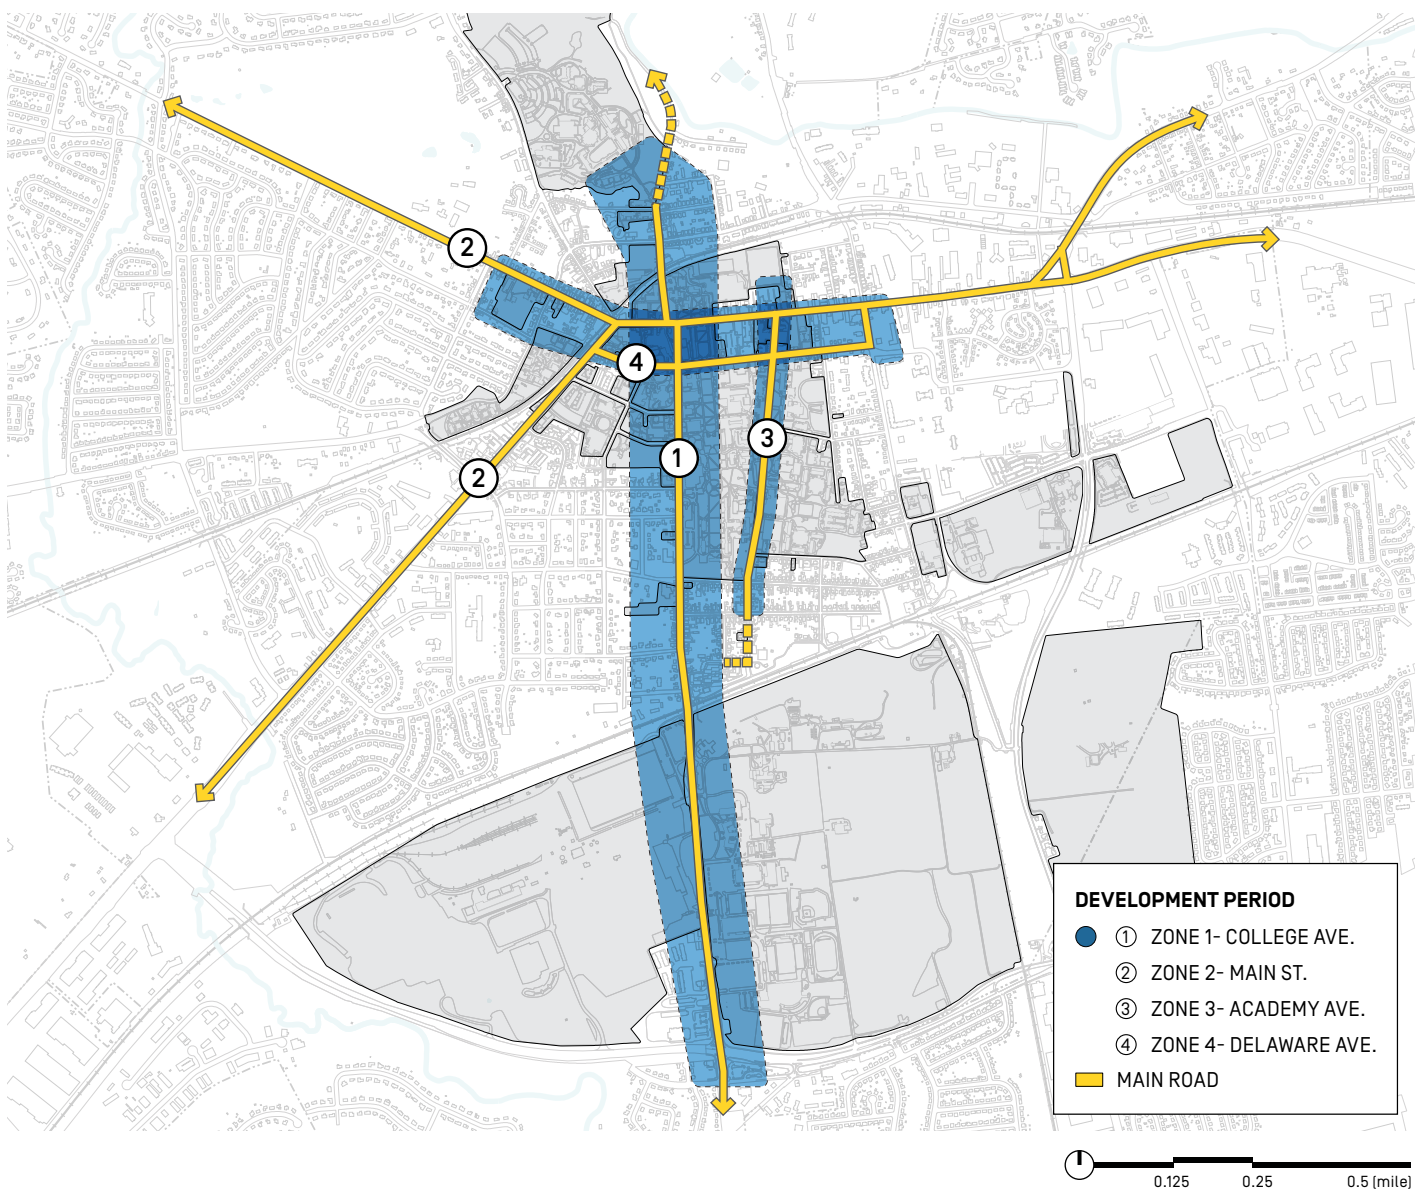 2
4
3
1
2
DEVELOPMENT PERIOD
1 ZONE 1- COLLEGE AVE.
2 ZONE 2- MAIN ST.
3 ZONE 3- ACADEMY AVE.
4 ZONE 4- DELAWARE AVE.
MAIN ROAD
0.125 0.25 0.5 (mile)